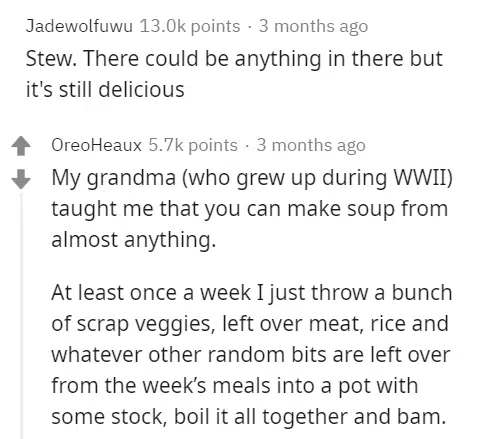 Jadewolfuwu 13.0k points · 3 months ago
Stew. There could be anything in there but
it's still delicious
OreoHeaux 5.7k points · 3 months ago
My grandma (who grew up during WWII)
taught me that you can make soup from
almost anything.
At least once a week I just throw a bunch
of scrap veggies, left over meat, rice and
whatever other random bits are left over
from the week’s meals into a pot with
some stock, boil it all together and bam.